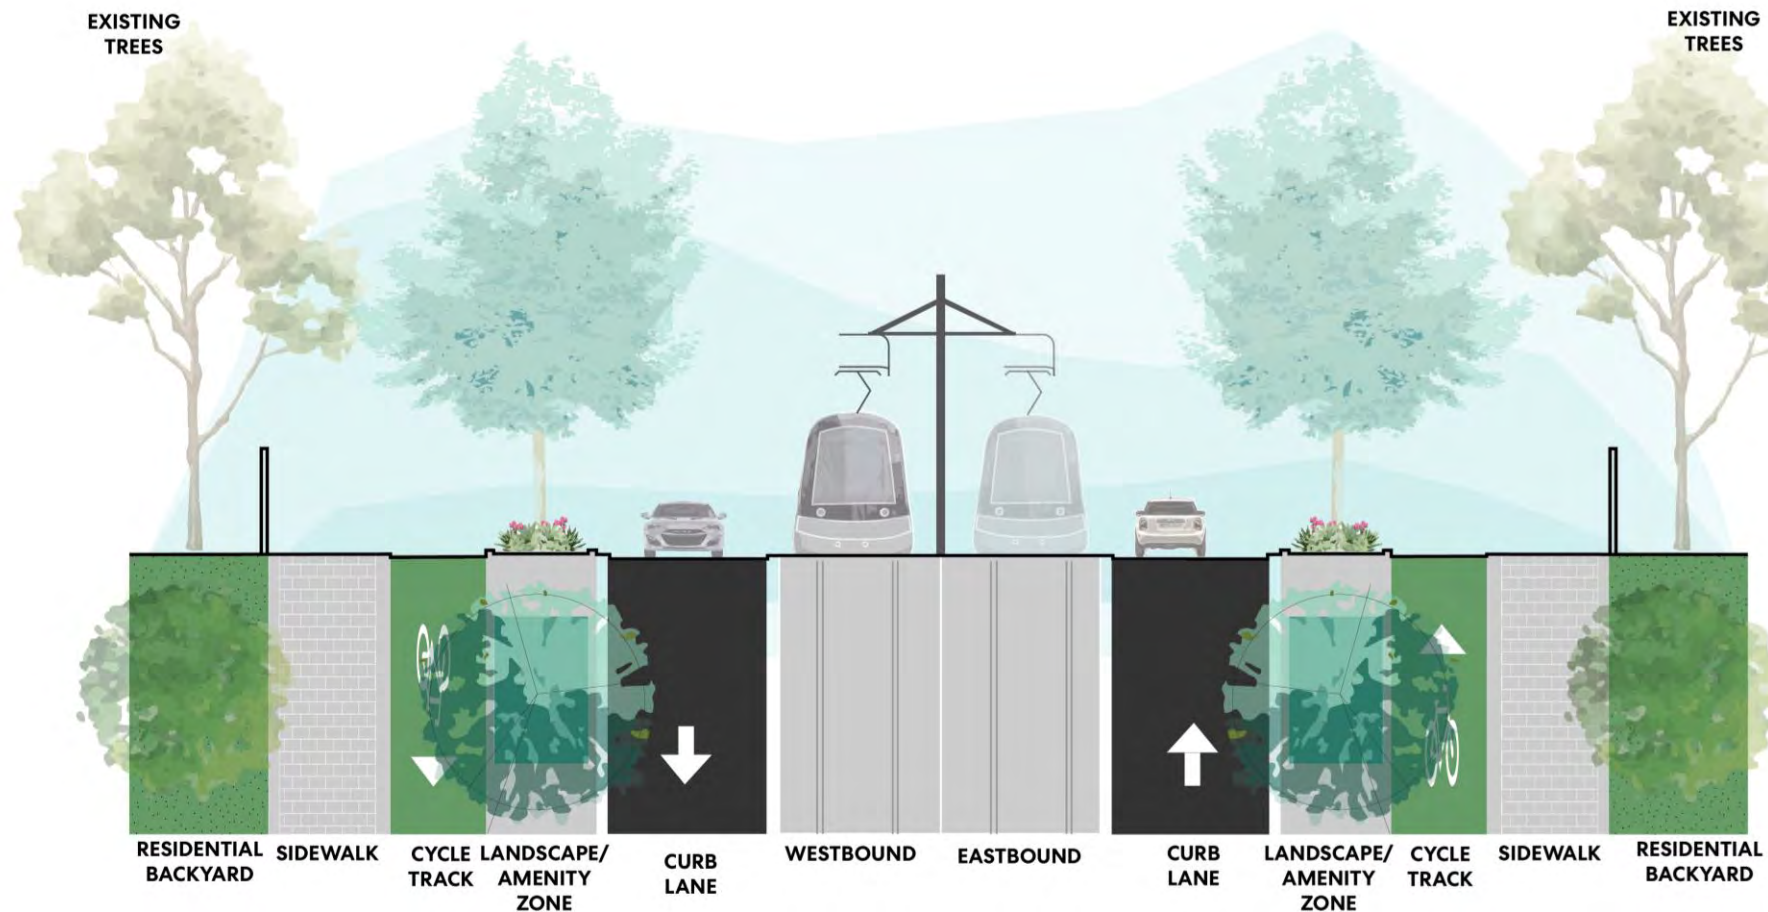 EXISTING
TREES
EXISTING
TREES
RESIDENTIAL
BACKYARD
SIDEWALK
CYCLE
TRACK
LANDSCAPE/
AMENITY
ZONE
CURB
LANE
WESTBOUND
EASTBOUND
CURB
LANE
LANDSCAPE/
AMENITY
ZONE
CYCLE
TRACK
SIDEWALK
RESIDENTIAL
BACKYARD